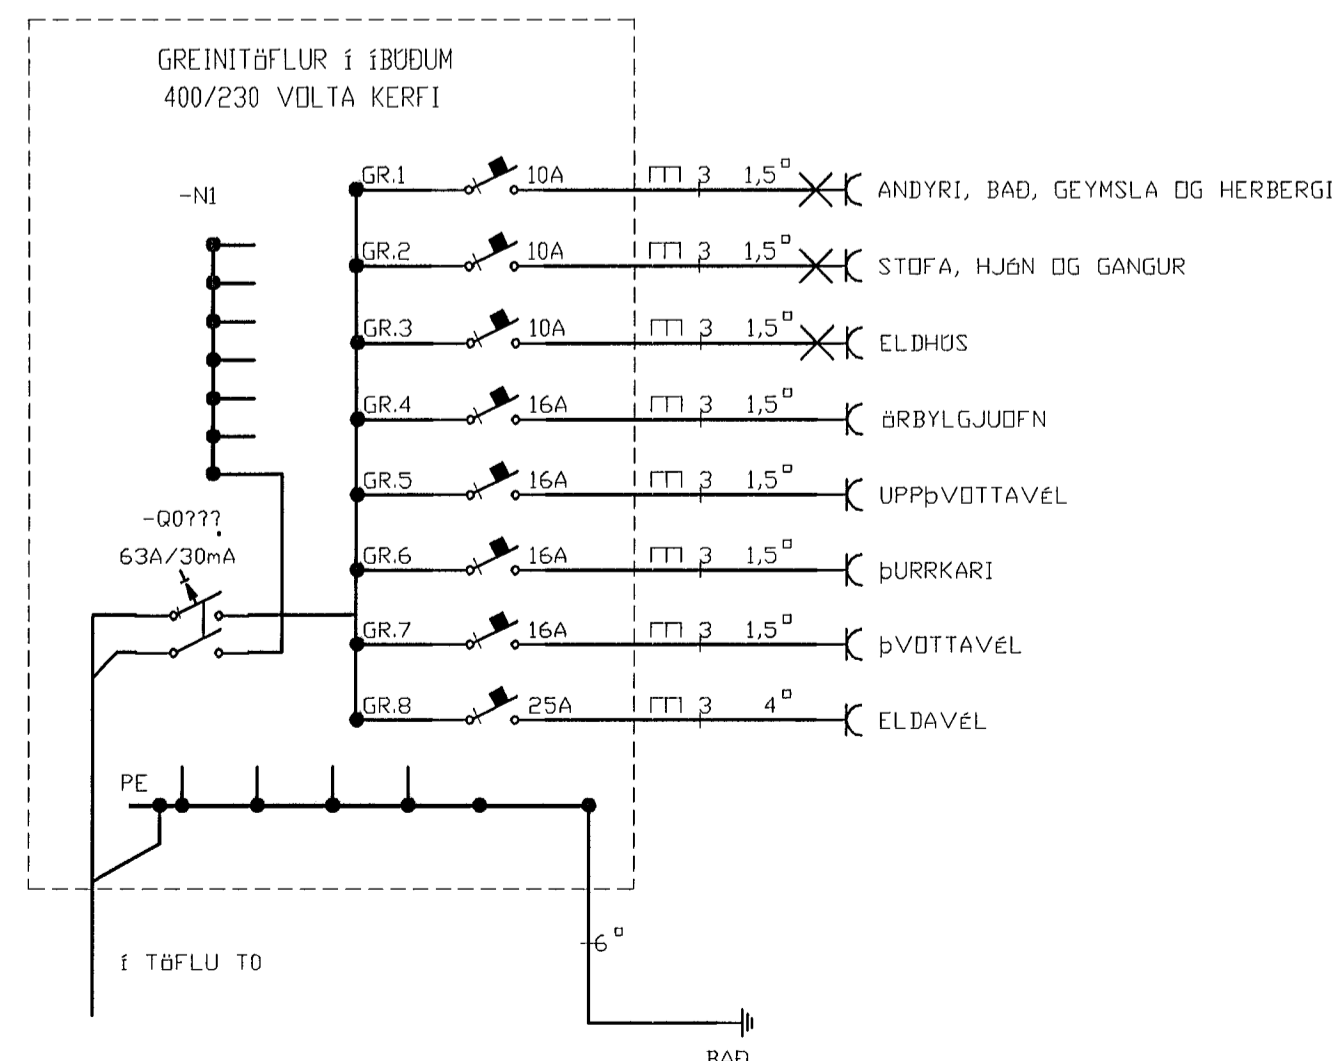 GREINITÖFLUR í íBÚÐUM
400/230 VOLTA KERFI
-N1
GR.1 10A 3 1,5□ ANDYRI, BAÐ, GEYMSLA OG HERBERGI
GR.2 10A 3 1,5□ STOFA, HJóN OG GANGUR
GR.3 10A 3 1,5□ ELDHÚS
GR.4 16A 3 1,5□ öRBYLGJUOFN
GR.5 16A 3 1,5□ UPPþVOTTAVéL
-Q0???
63A/30mA
GR.6 16A 3 1,5□ þURRKARI
GR.7 16A 3 1,5□ þVOTTAVéL
GR.8 25A 3 4□ ELDAVéL
PE
6□
í TöFLU TO
BAÐ